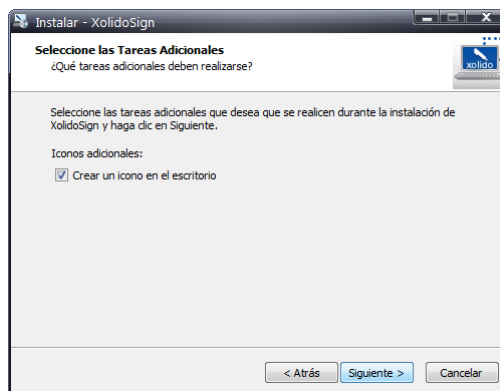 Instalar - XolidoSign
Seleccione las Tareas Adicionales
¿Qué tareas adicionales deben realizarse?
xolido
Seleccione las tareas adicionales que desea que se realicen durante la instalación de
XolidoSign y haga clic en Siguiente.
Iconos adicionales:
Crear un icono en el escritorio
< Atrás
Siguiente >
Cancelar